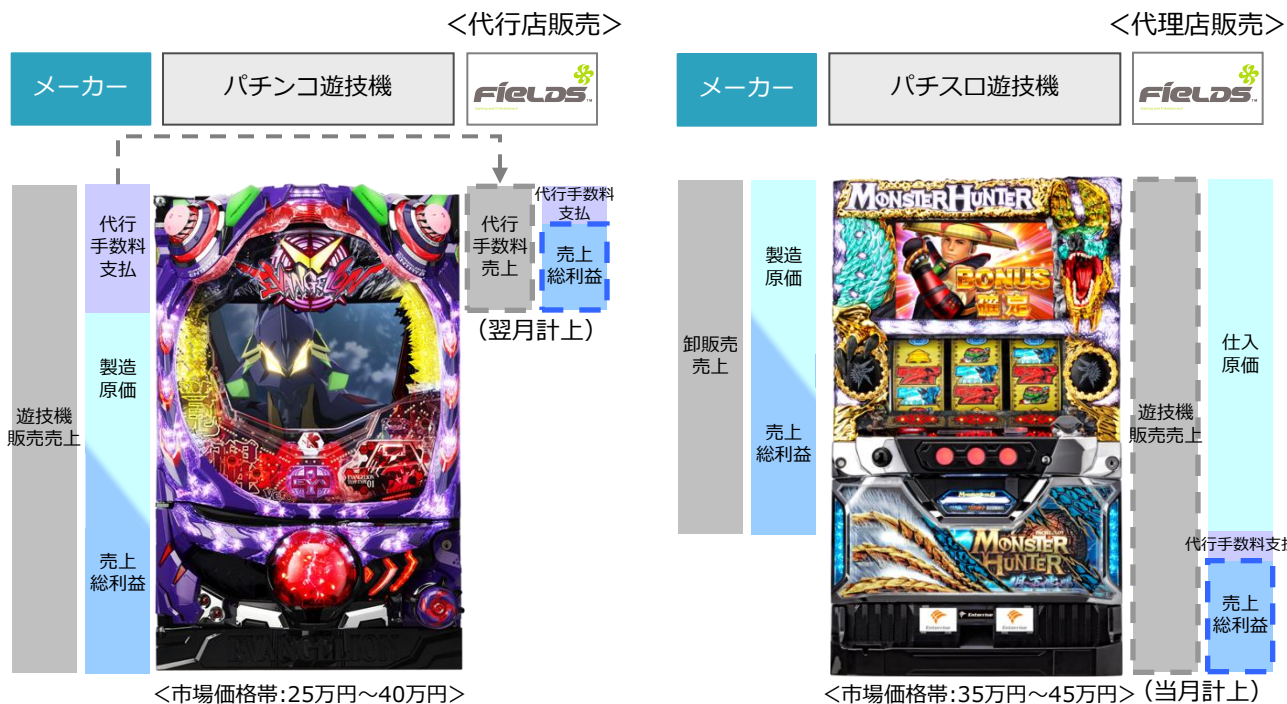 <代行店販売>
メーカー
パチンコ遊技機
FIELDS
遊技機
販売売上
代行
手数料
支払
製造
原価
売上
総利益
EVANGELION
EVANGELION
代行
手数料
売上
代行手数料
支払
売上
総利益
(翌月計上)
<市場価格帯:25万円~40万円>
<代理店販売>
メーカー
パチスロ遊技機
FIELDS
卸販売
売上
製造
原価
売上
総利益
MONSTER HUNTER
BONUS
確定
MONSTER
HUNTER
Enterrise
Enterrise
Enterrise
遊技機
販売売上
仕入
原価
代行手数料支払
売上
総利益
<市場価格帯:35万円~45万円>
(当月計上)